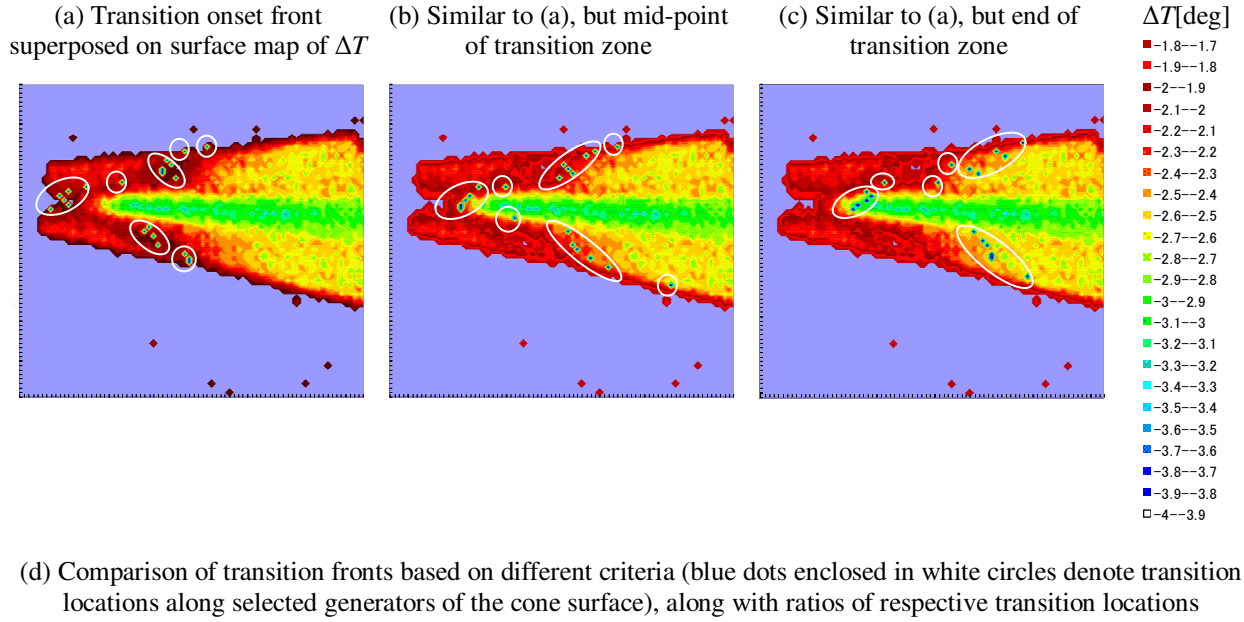 (a) Transition onset front
superposed on surface map of ΔT
(b) Similar to (a), but mid-point
of transition zone
(c) Similar to (a), but end of
transition zone
ΔT[deg]
-1.8--1.7
-1.9--1.8
-2--1.9
-2.1--2
-2.2--2.1
-2.3--2.2
-2.4--2.3
-2.5--2.4
-2.6--2.5
-2.7--2.6
-2.8--2.7
-2.9--2.8
-3--2.9
-3.1--3
-3.2--3.1
-3.3--3.2
-3.4--3.3
-3.5--3.4
-3.6--3.5
-3.7--3.6
-3.8--3.7
-3.9--3.8
-4--3.9
(d) Comparison of transition fronts based on different criteria (blue dots enclosed in white circles denote transition
locations along selected generators of the cone surface), along with ratios of respective transition locations